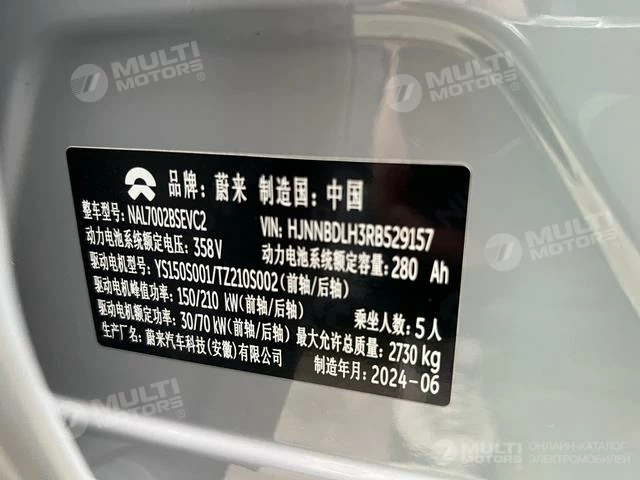 MULTI MOTORS®
MULTI MOTORS®
品牌: 蔚来 制造国: 中国
整车型号: NAL7002BSEVC2
VIN: HJNNBDLH3RB529157
动力电池系统额定电压: 358V
动力电池系统额定容量: 280 Ah
驱动电机型号: YS150S001/TZ210S002(前轴/后轴)
驱动电机峰值功率: 150/210 kW(前轴/后轴)
乘坐人数: 5人
驱动电机额定功率: 30/70 kW(前轴/后轴)
最大允许总质量: 2730 kg
生产厂名: 蔚来汽车科技(安徽)有限公司
制造年月: 2024-06
MULTI MOTORS®
MULTI MOTORS
ОНЛАЙН-КАТАЛОГ
ЭЛЕКТРОМОБИЛЕЙ